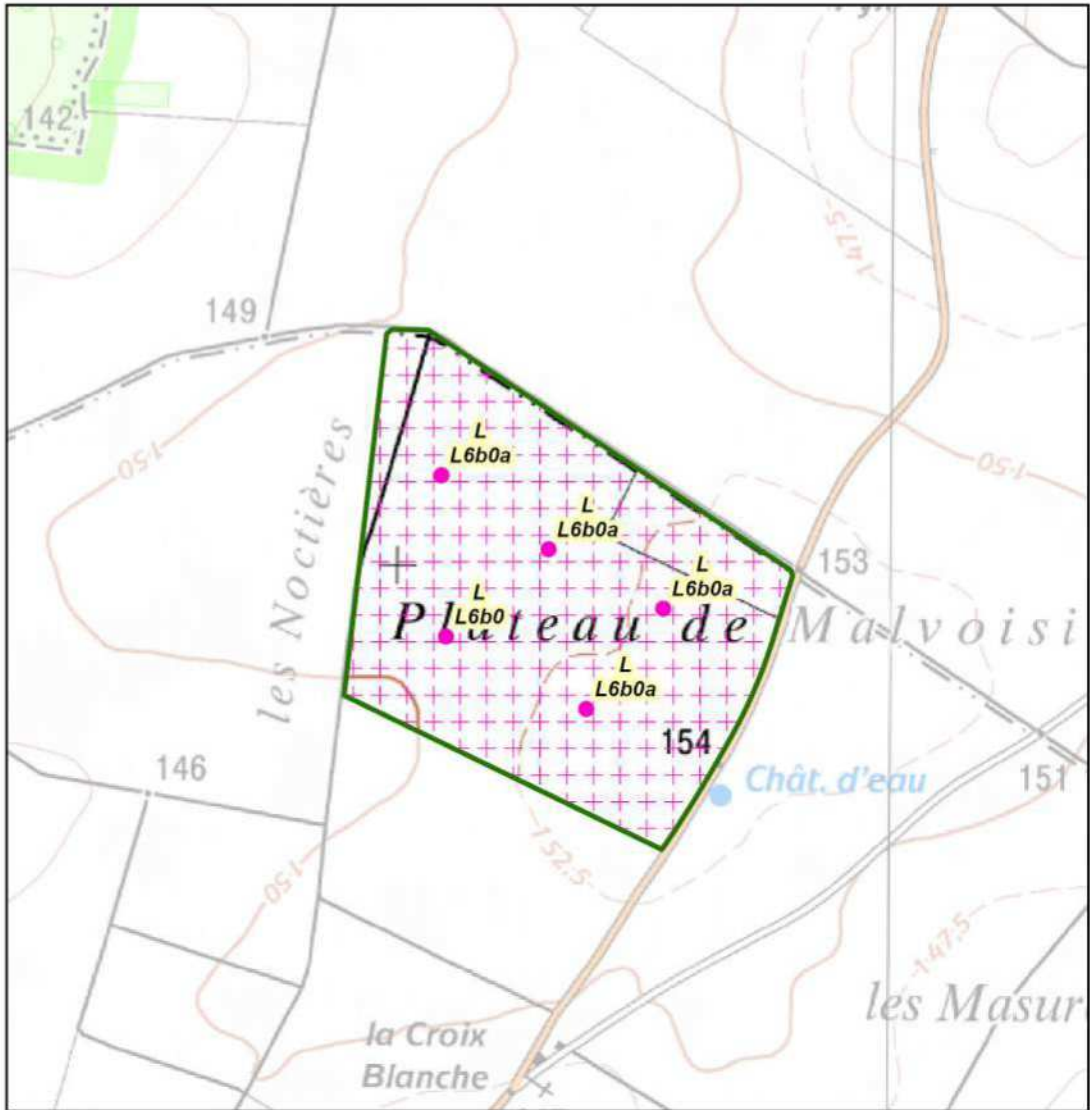 142
147,5
149
150
150
L
L6b0a
L
L6b0a
153
L
L6b0a
les Noctières
L
L6b0
Plateau de Malvoisi
L
L6b0a
154
146
Chât. d'eau
151
152,5
150
147,5
les Masur
la Croix
Blanche